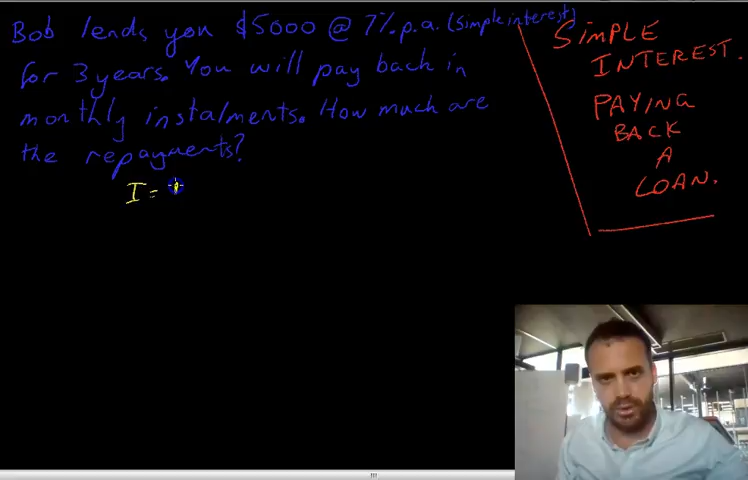 Bob lends you $5000 @ 7% p.a. (Simple interest)
for 3 years. You will pay back in
monthly instalments. How much are
the repayments?
I =
SIMPLE
INTEREST.
PAYING
BACK
A
LOAN.